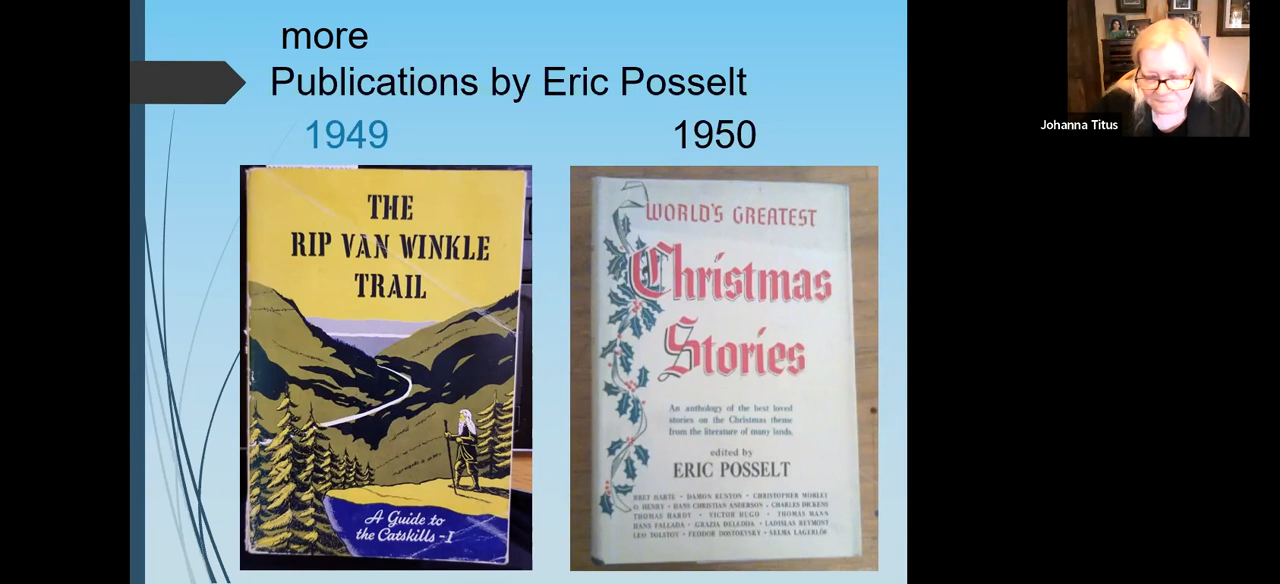 more
Publications by Eric Posselt
1949
1950
THE
RIP VAN WINKLE
TRAIL
A Guide to
the Catskills -I
WORLD'S GREATEST
Christmas
Stories
An anthology of the best loved
stories on the Christmas theme
from the literature of many lands.
edited by
ERIC POSSELT
BRET HARTE • DAMON RUNYON • CHRISTOPHER MORLEY
O. HENRY • HANS CHRISTIAN ANDERSON • CHARLES DICKENS
THOMAS HARDY • VICTOR HUGO • THOMAS MANN
HANS FALLADA • GRAZIA DELEDDA • LADISLAS REYMONT
LEO TOLSTOY • FEODOR DOSTOEVSKY • SELMA LAGERLÖF
Johanna Titus